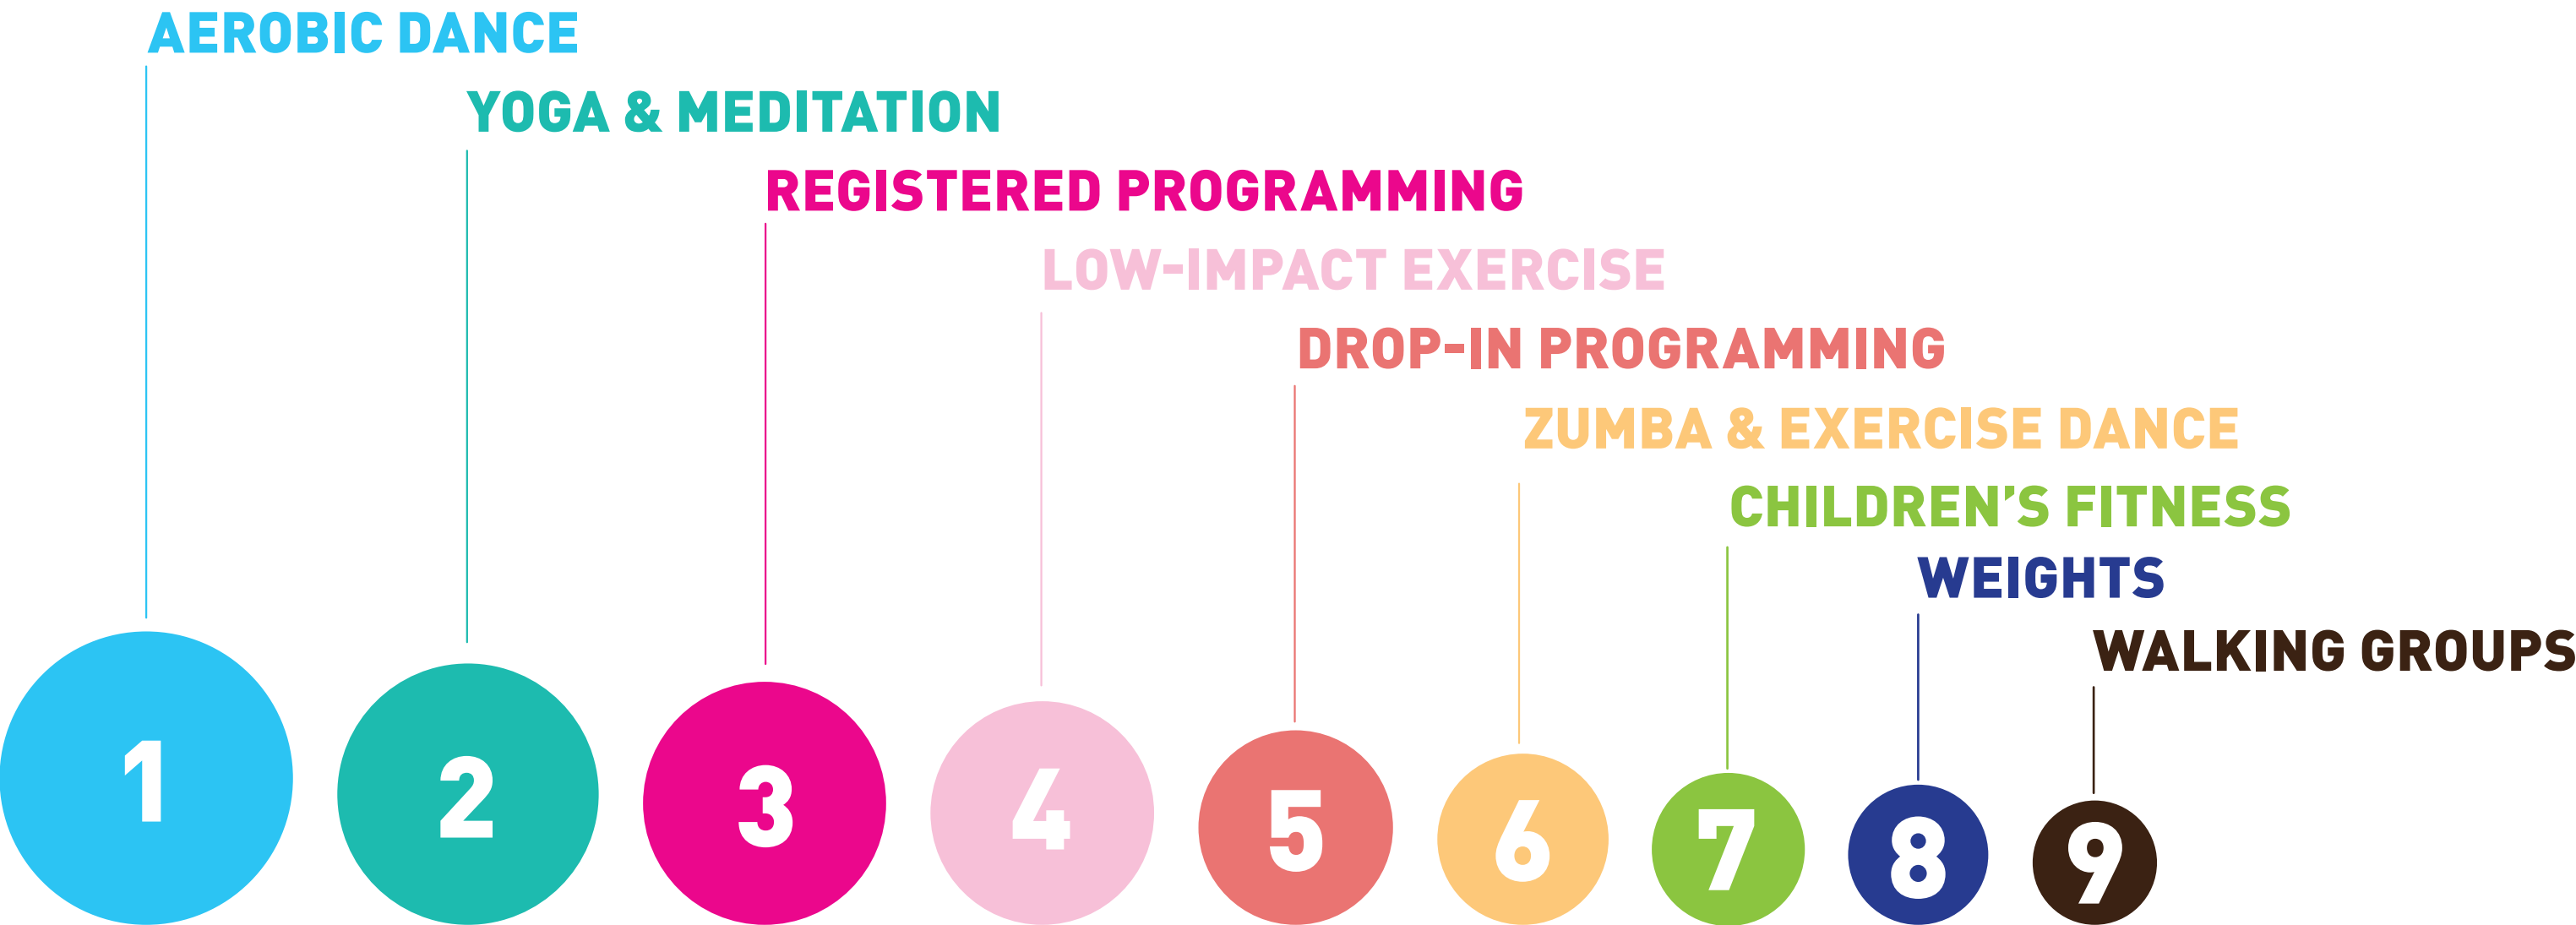 AEROBIC DANCE
YOGA & MEDITATION
REGISTERED PROGRAMMING
LOW-IMPACT EXERCISE
DROP-IN PROGRAMMING
ZUMBA & EXERCISE DANCE
CHILDREN’S FITNESS
WEIGHTS
WALKING GROUPS
1 2 3 4 5 6 7 8 9